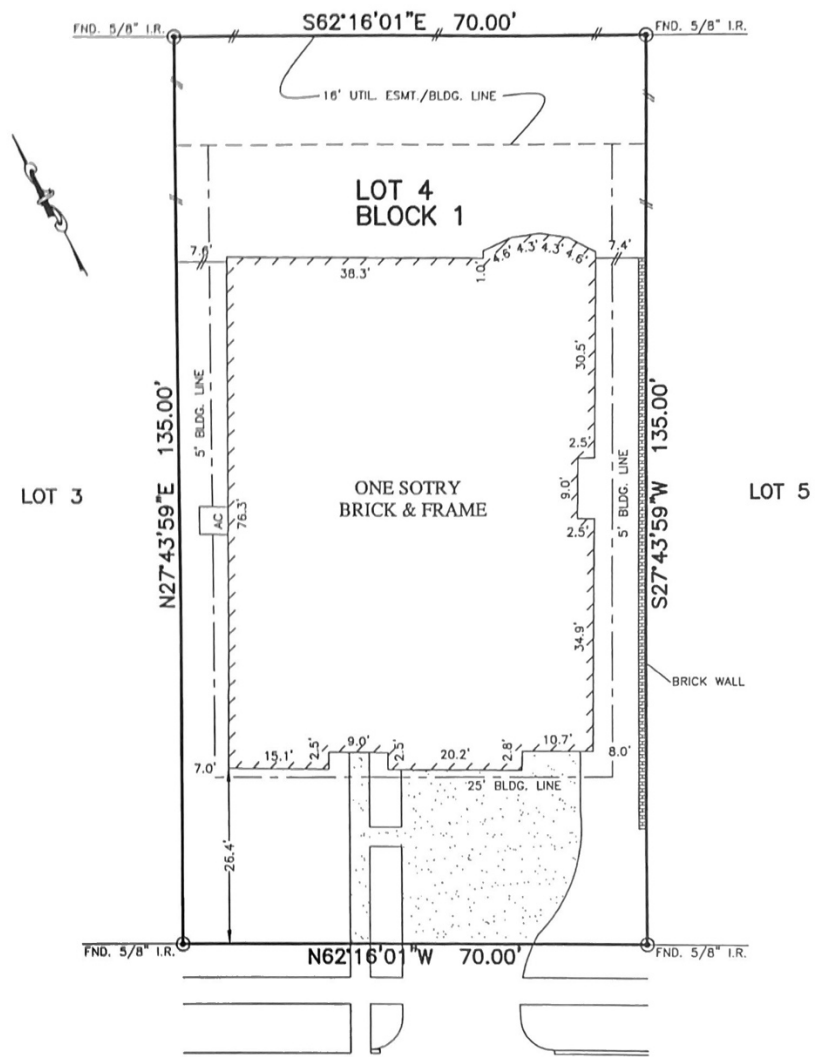 S62°16'01"E 70.00'
FND. 5/8" I.R.
FND. 5/8" I.R.
16' UTIL. ESMT./BLDG. LINE
LOT 4
BLOCK 1
7.6'
38.3'
1.0'
4.6'
4.3'
4.3'
4.6'
7.4'
30.5'
5' BLDG. LINE
N27°43'59"E 135.00'
LOT 3
AC
76.3'
ONE SOTRY
BRICK & FRAME
2.5'
9.0'
2.5'
5' BLDG. LINE
S27°43'59"W 135.00'
LOT 5
34.9'
BRICK WALL
7.0'
15.1'
2.5'
9.0'
2.5'
20.2'
2.8'
10.7'
8.0'
25' BLDG. LINE
26.4'
FND. 5/8" I.R.
N62°16'01"W 70.00'
FND. 5/8" I.R.